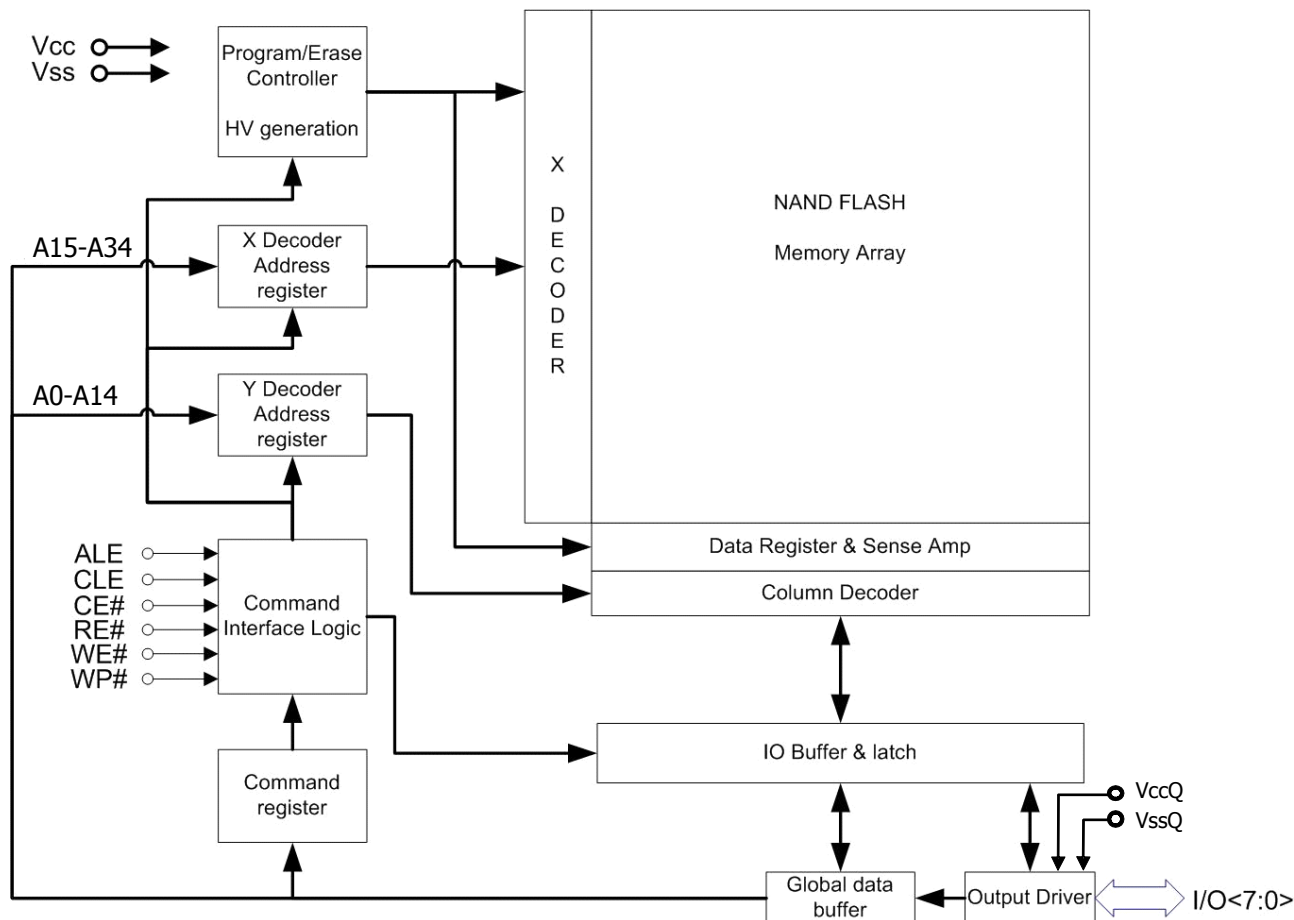 Vcc
Vss
Program/Erase
Controller
HV generation
X
D
E
C
O
D
E
R
NAND FLASH
Memory Array
A15-A34
X Decoder
Address
register
A0-A14
Y Decoder
Address
register
ALE
CLE
CE#
RE#
WE#
WP#
Command
Interface Logic
Data Register & Sense Amp
Column Decoder
IO Buffer & latch
Command
register
VccQ
VssQ
Global data
buffer
Output Driver
I/O<7:0>